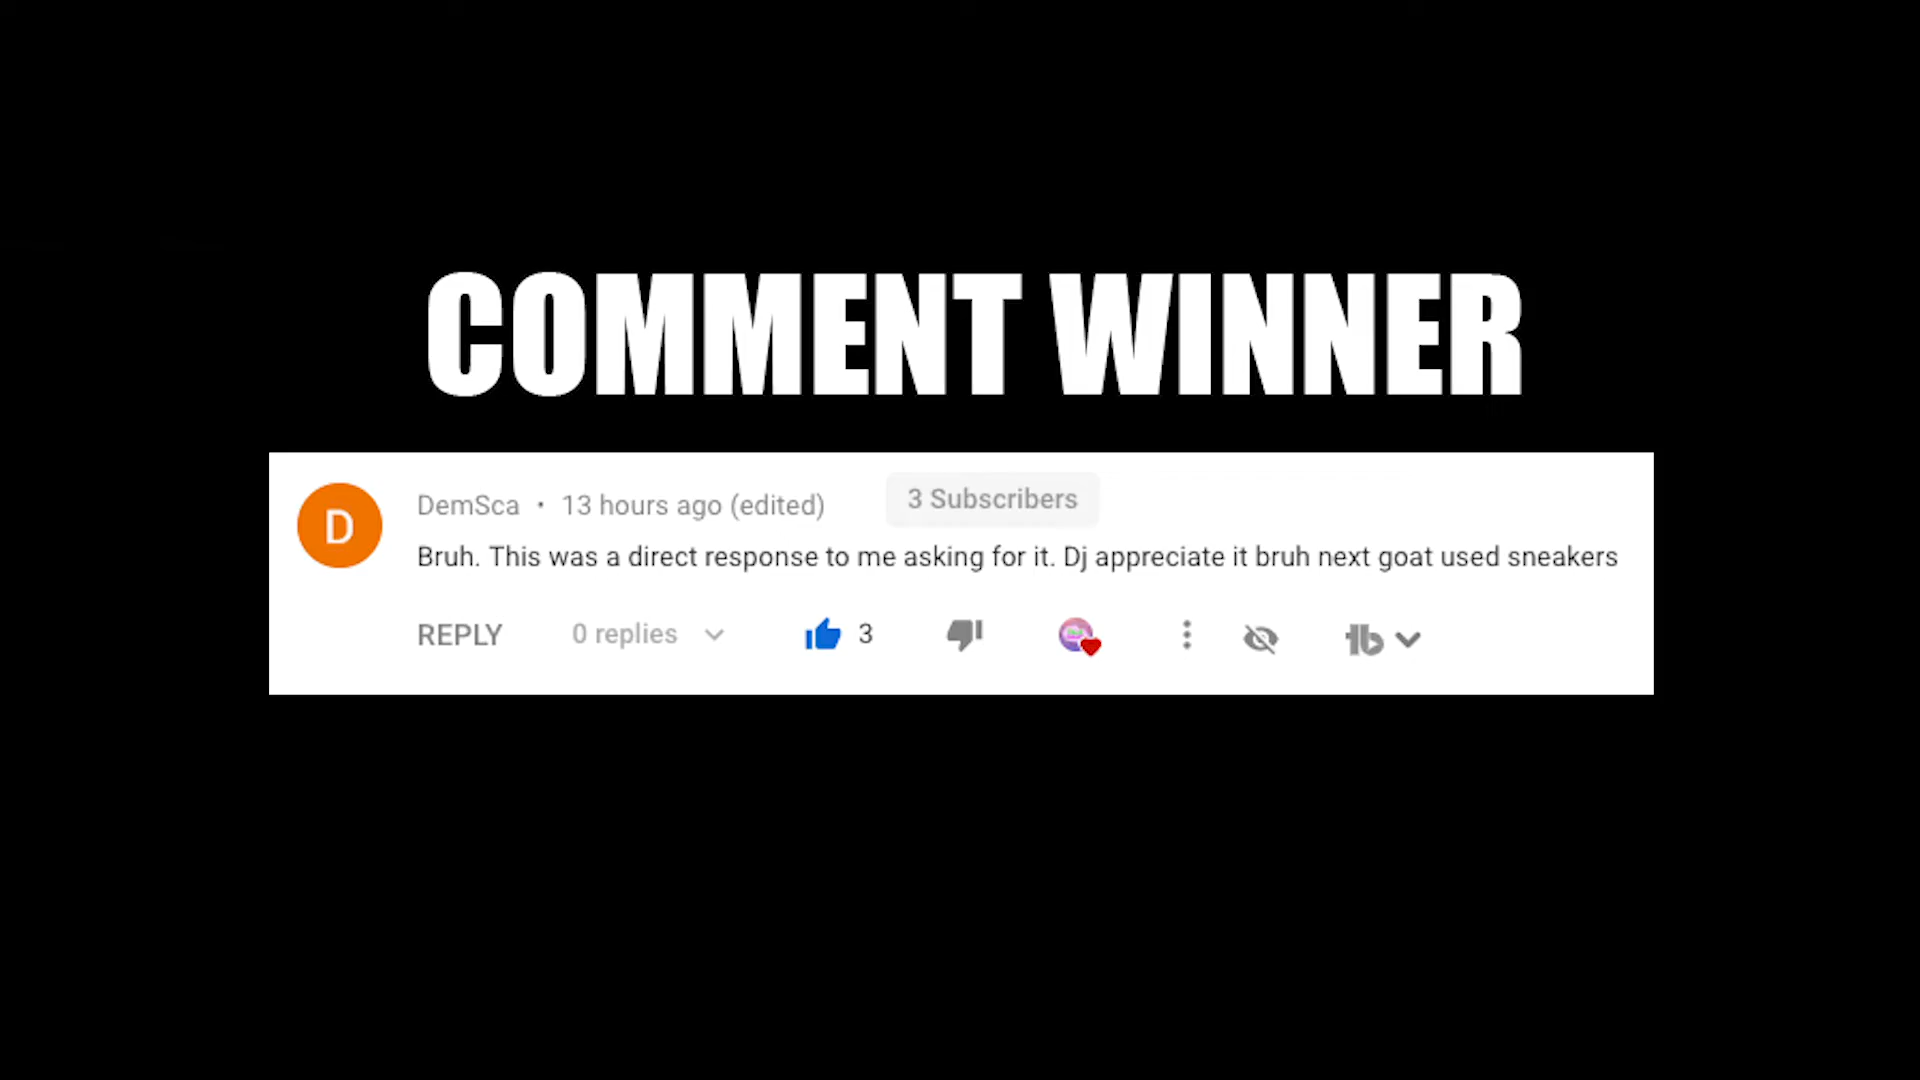 COMMENT WINNER
D
DemSca • 13 hours ago (edited) 3 Subscribers
Bruh. This was a direct response to me asking for it. Dj appreciate it bruh next goat used sneakers
REPLY 0 replies 3 tb